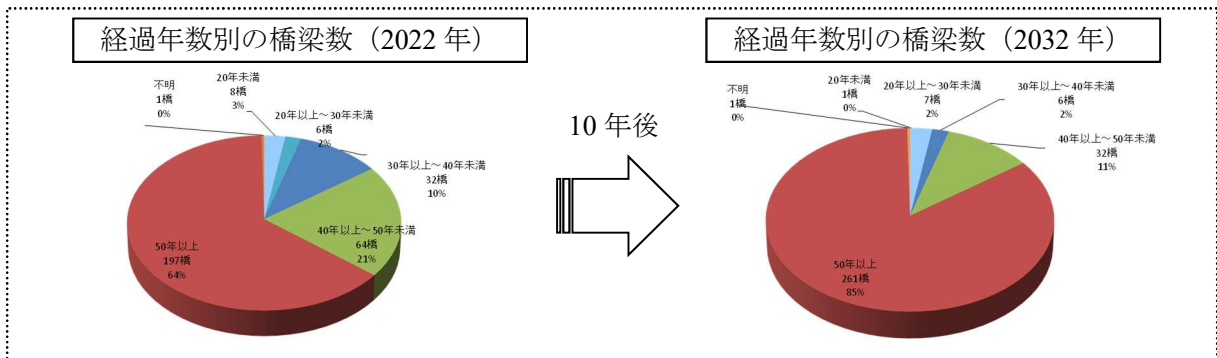 経過年数別の橋梁数（2022 年）
不明
1橋
0%
20年未満
8橋
3%
20年以上～30年未満
6橋
2%
30年以上～40年未満
32橋
10%
40年以上～50年未満
64橋
21%
50年以上
197橋
64%
10 年後
経過年数別の橋梁数（2032 年）
不明
1橋
0%
20年未満
1橋
0%
20年以上～30年未満
7橋
2%
30年以上～40年未満
6橋
2%
40年以上～50年未満
32橋
11%
50年以上
261橋
85%